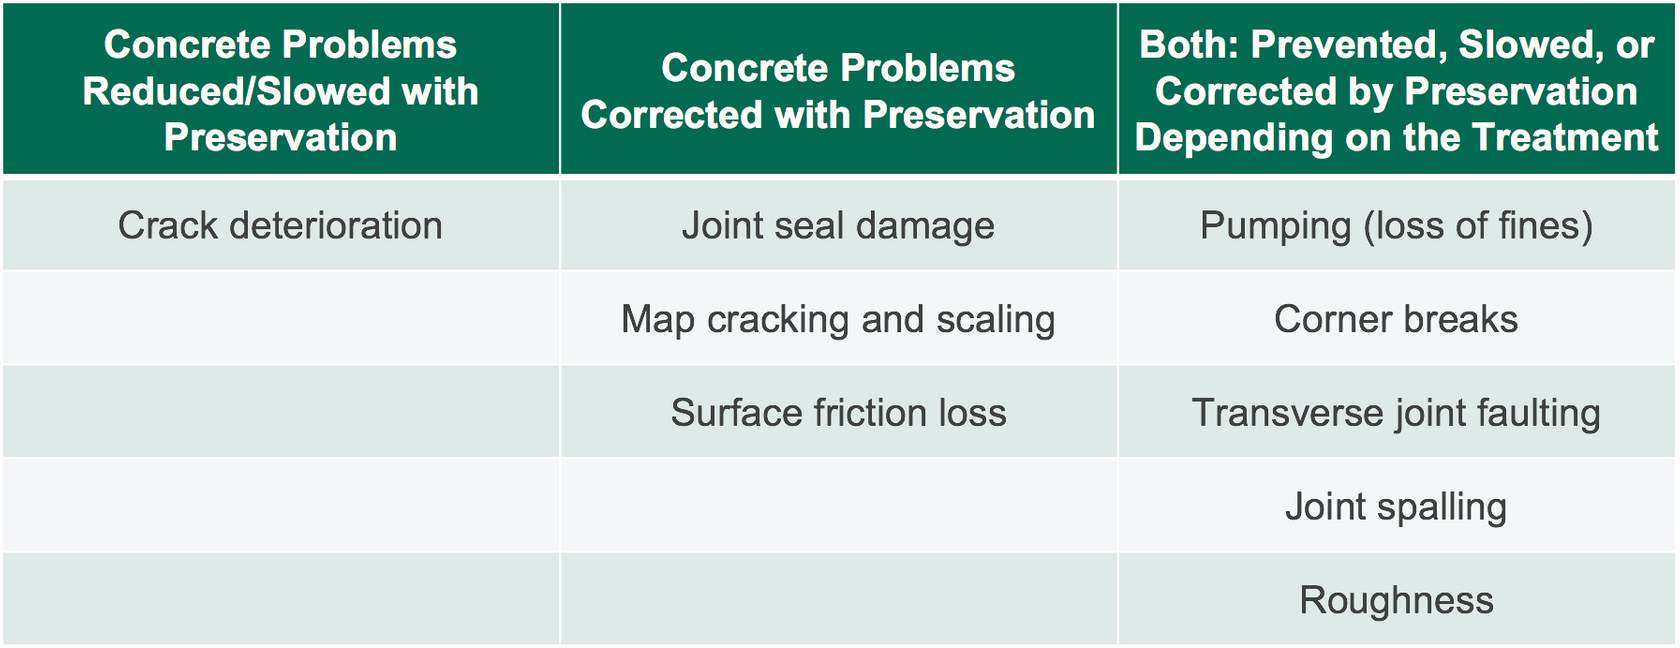 Concrete Problems
Reduced/Slowed with
Preservation
Concrete Problems
Corrected with Preservation
Both: Prevented, Slowed, or
Corrected by Preservation
Depending on the Treatment
Crack deterioration
Joint seal damage
Pumping (loss of fines)
Map cracking and scaling
Corner breaks
Surface friction loss
Transverse joint faulting
Joint spalling
Roughness